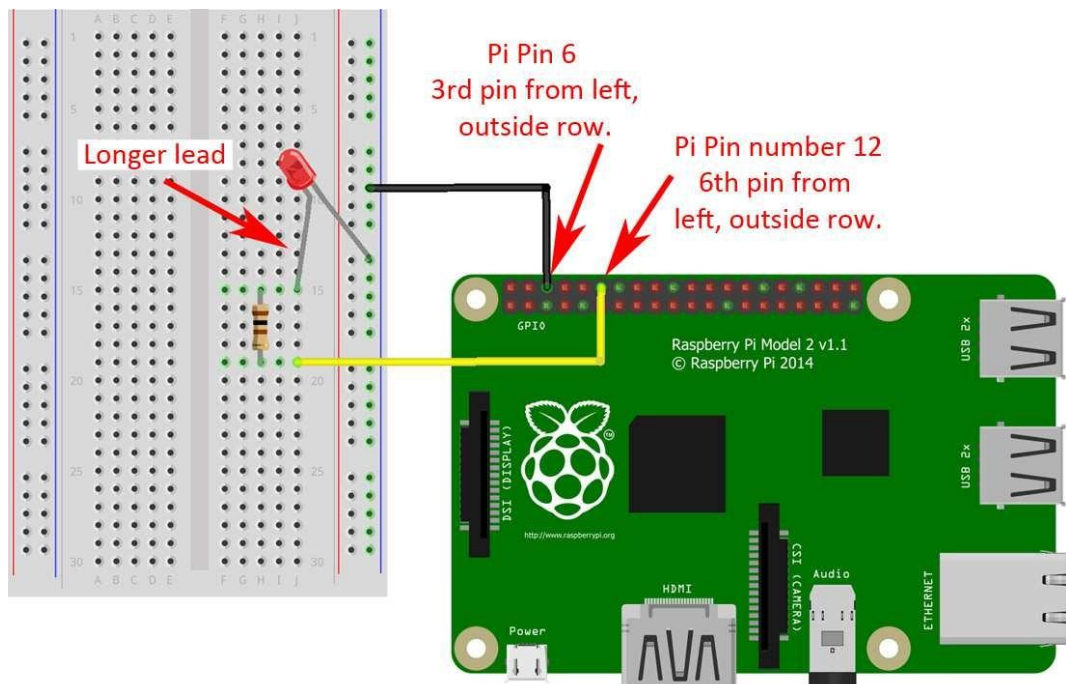 A B C D E F G H I J
1 1
5 5
10 10
15 15
20 20
25 25
30 30
A B C D E F G H I J
Pi Pin 6
3rd pin from left,
outside row.
Longer lead
Pi Pin number 12
6th pin from
left, outside row.
GPIO
Raspberry Pi Model 2 v1.1
© Raspberry Pi 2014
USB 2x
USB 2x
DSI (DISPLAY)
TM
http://www.raspberrypi.org
CSI (CAMERA)
Audio
ETHERNET
HDMI
Power